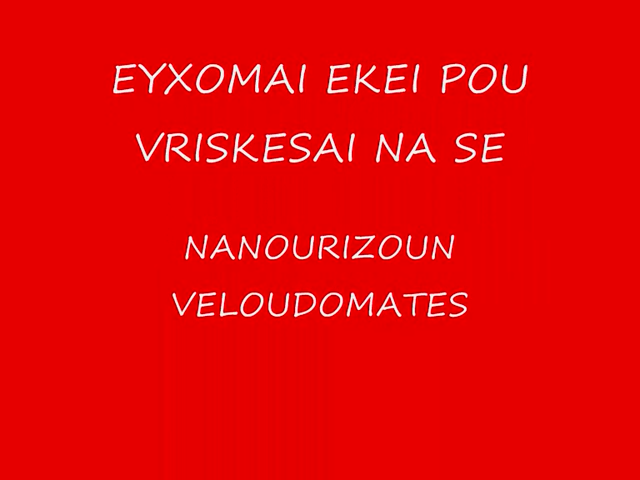 EYXOMAI EKEI POU
VRISKESAI NA SE
NANOURIZOUN
VELOUDOMATES